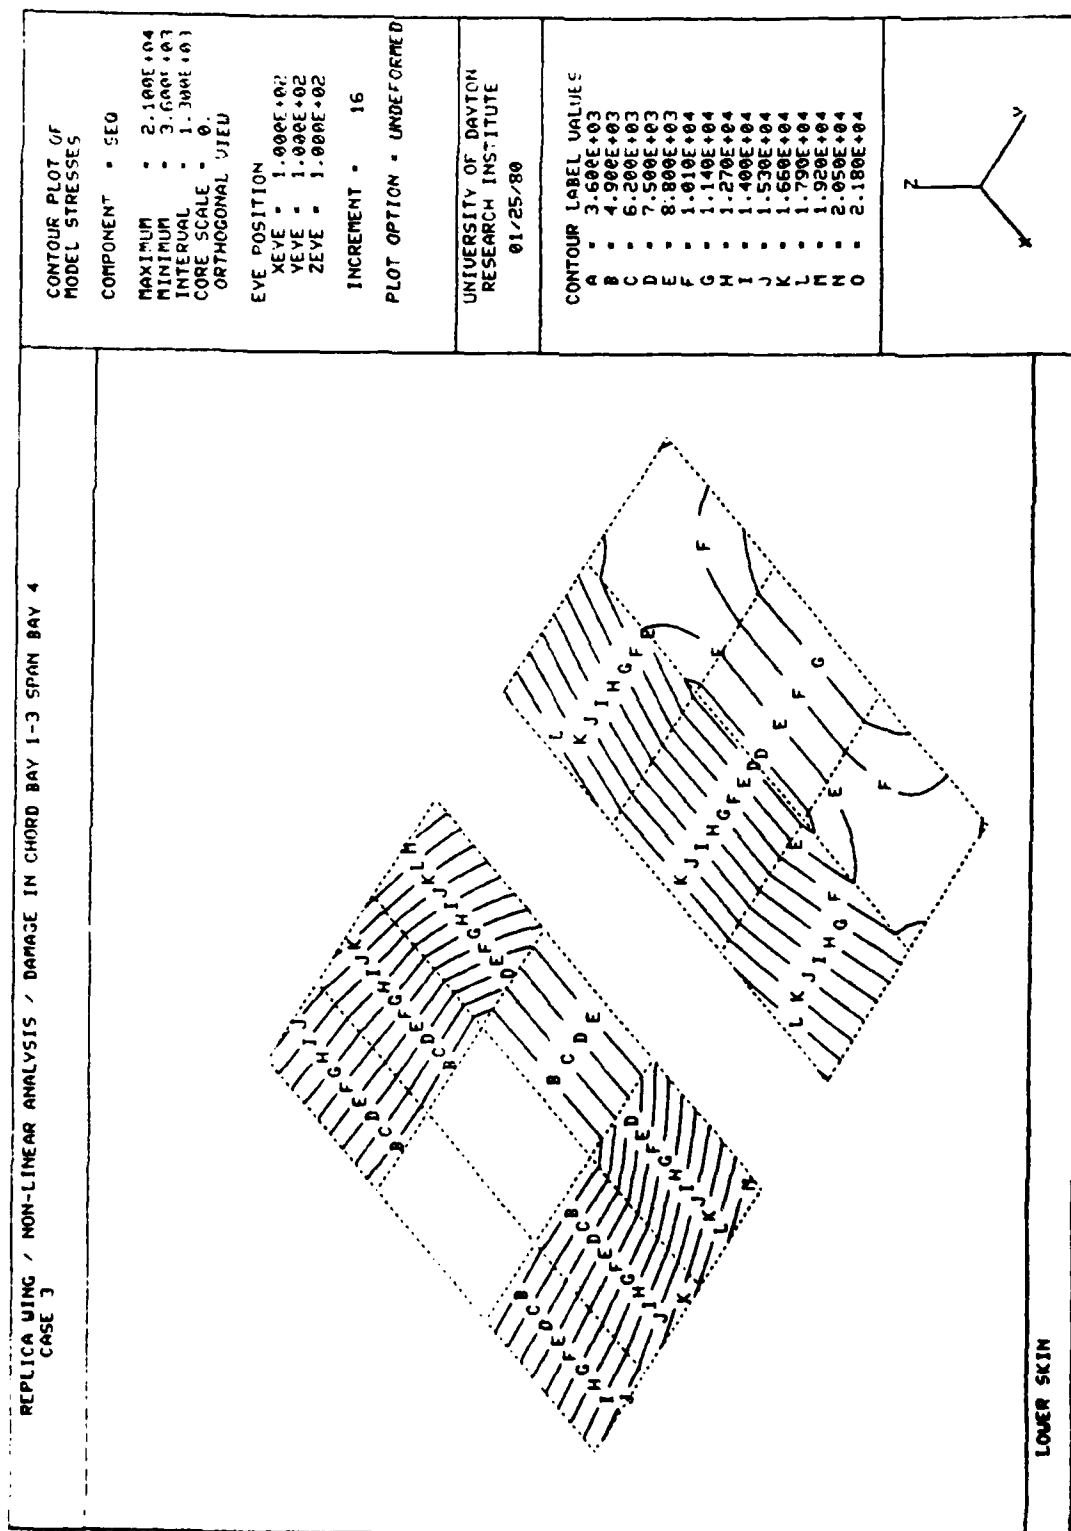 REPLICA WING / NON-LINEAR ANALYSIS / DAMAGE IN CHORD BAY 1-3 SPAN BAY 4
CASE 3
CONTOUR PLOT OF
MODEL STRESSES
COMPONENT = SEQ
MAXIMUM = 2.100E+04
MINIMUM = 3.600E+03
INTERVAL = 1.300E+03
CORE SCALE = 0.
ORTHOGONAL VIEW
EYE POSITION
XEYE = 1.000E+02
YEYE = 1.000E+02
ZEYE = 1.000E+02
INCREMENT = 16
PLOT OPTION = UNDEFORMED
UNIVERSITY OF DAYTON
RESEARCH INSTITUTE
01/25/80
CONTOUR LABEL VALUES
A = 3.600E+03
B = 4.900E+03
C = 6.200E+03
D = 7.500E+03
E = 8.800E+03
F = 1.010E+04
G = 1.140E+04
H = 1.270E+04
I = 1.400E+04
J = 1.530E+04
K = 1.660E+04
L = 1.790E+04
M = 1.920E+04
N = 2.050E+04
O = 2.180E+04
Z
X
Y
B C D E F G H I J
B C D E F G H I J K
D E F G H I J K L M
B C D E
B C D E F G H I J
B C D E F G H I J K
D E F G H I J K L M
L K J I H G F E
K J I H G F E D D E F G
L K J I H G F E E F
E F F
LOWER SKIN